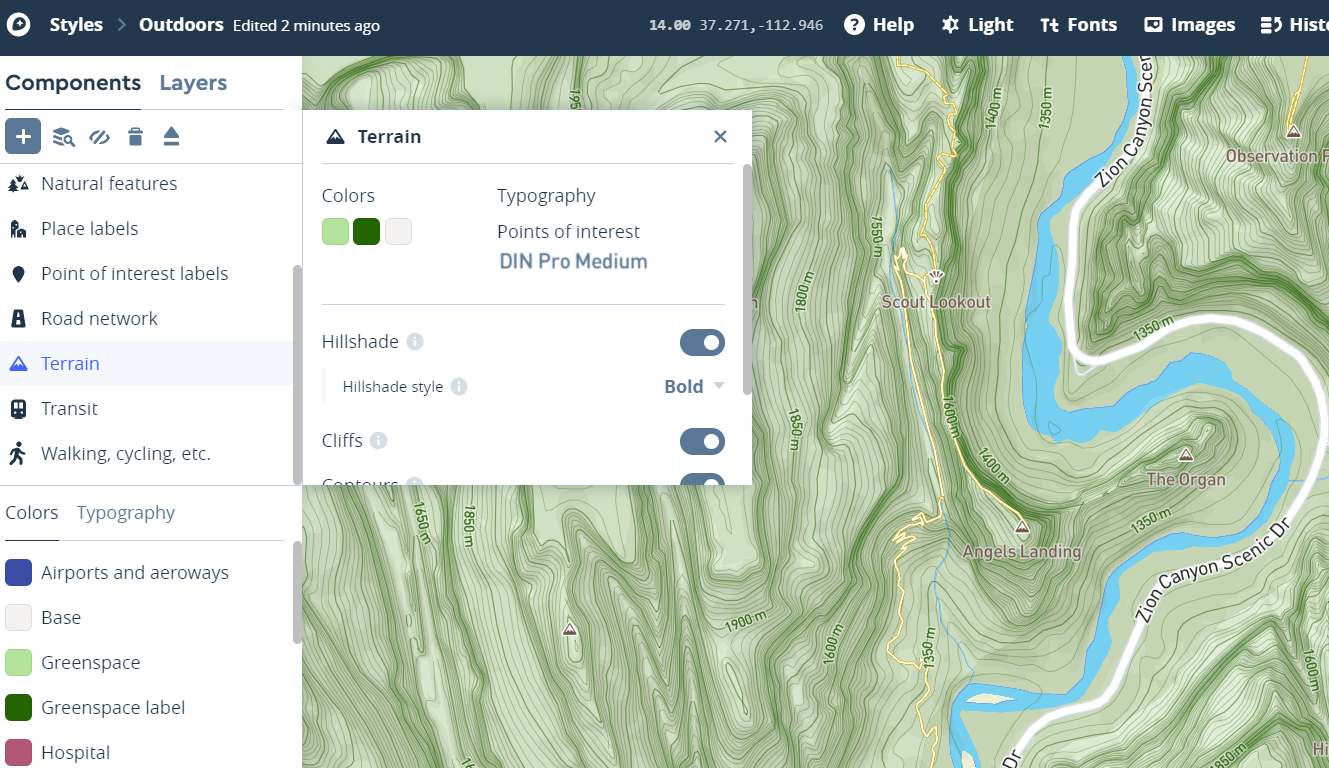 Styles > Outdoors Edited 2 minutes ago 14.00 37.271,-112.946 Help Light Fonts Images Histo
Components Layers
Natural features
Place labels
Point of interest labels
Road network
Terrain
Transit
Walking, cycling, etc.
Colors Typography
Airports and aeroways
Base
Greenspace
Greenspace label
Hospital
Terrain
Colors
Typography
Points of interest
DIN Pro Medium
Hillshade
Hillshade style
Bold
Cliffs
Contours
195
1400 m
1350 m
Zion Canyon Scen
Observation P
1550 m
1800 m
Scout Lookout
1350 m
1850 m
1600 m
1400 m
The Organ
1350 m
Angels Landing
Zion Canyon Scenic Dr
1650 m
1850 m
1900 m
1600 m
1350 m
1600 m
1850 m
Dr
Hi